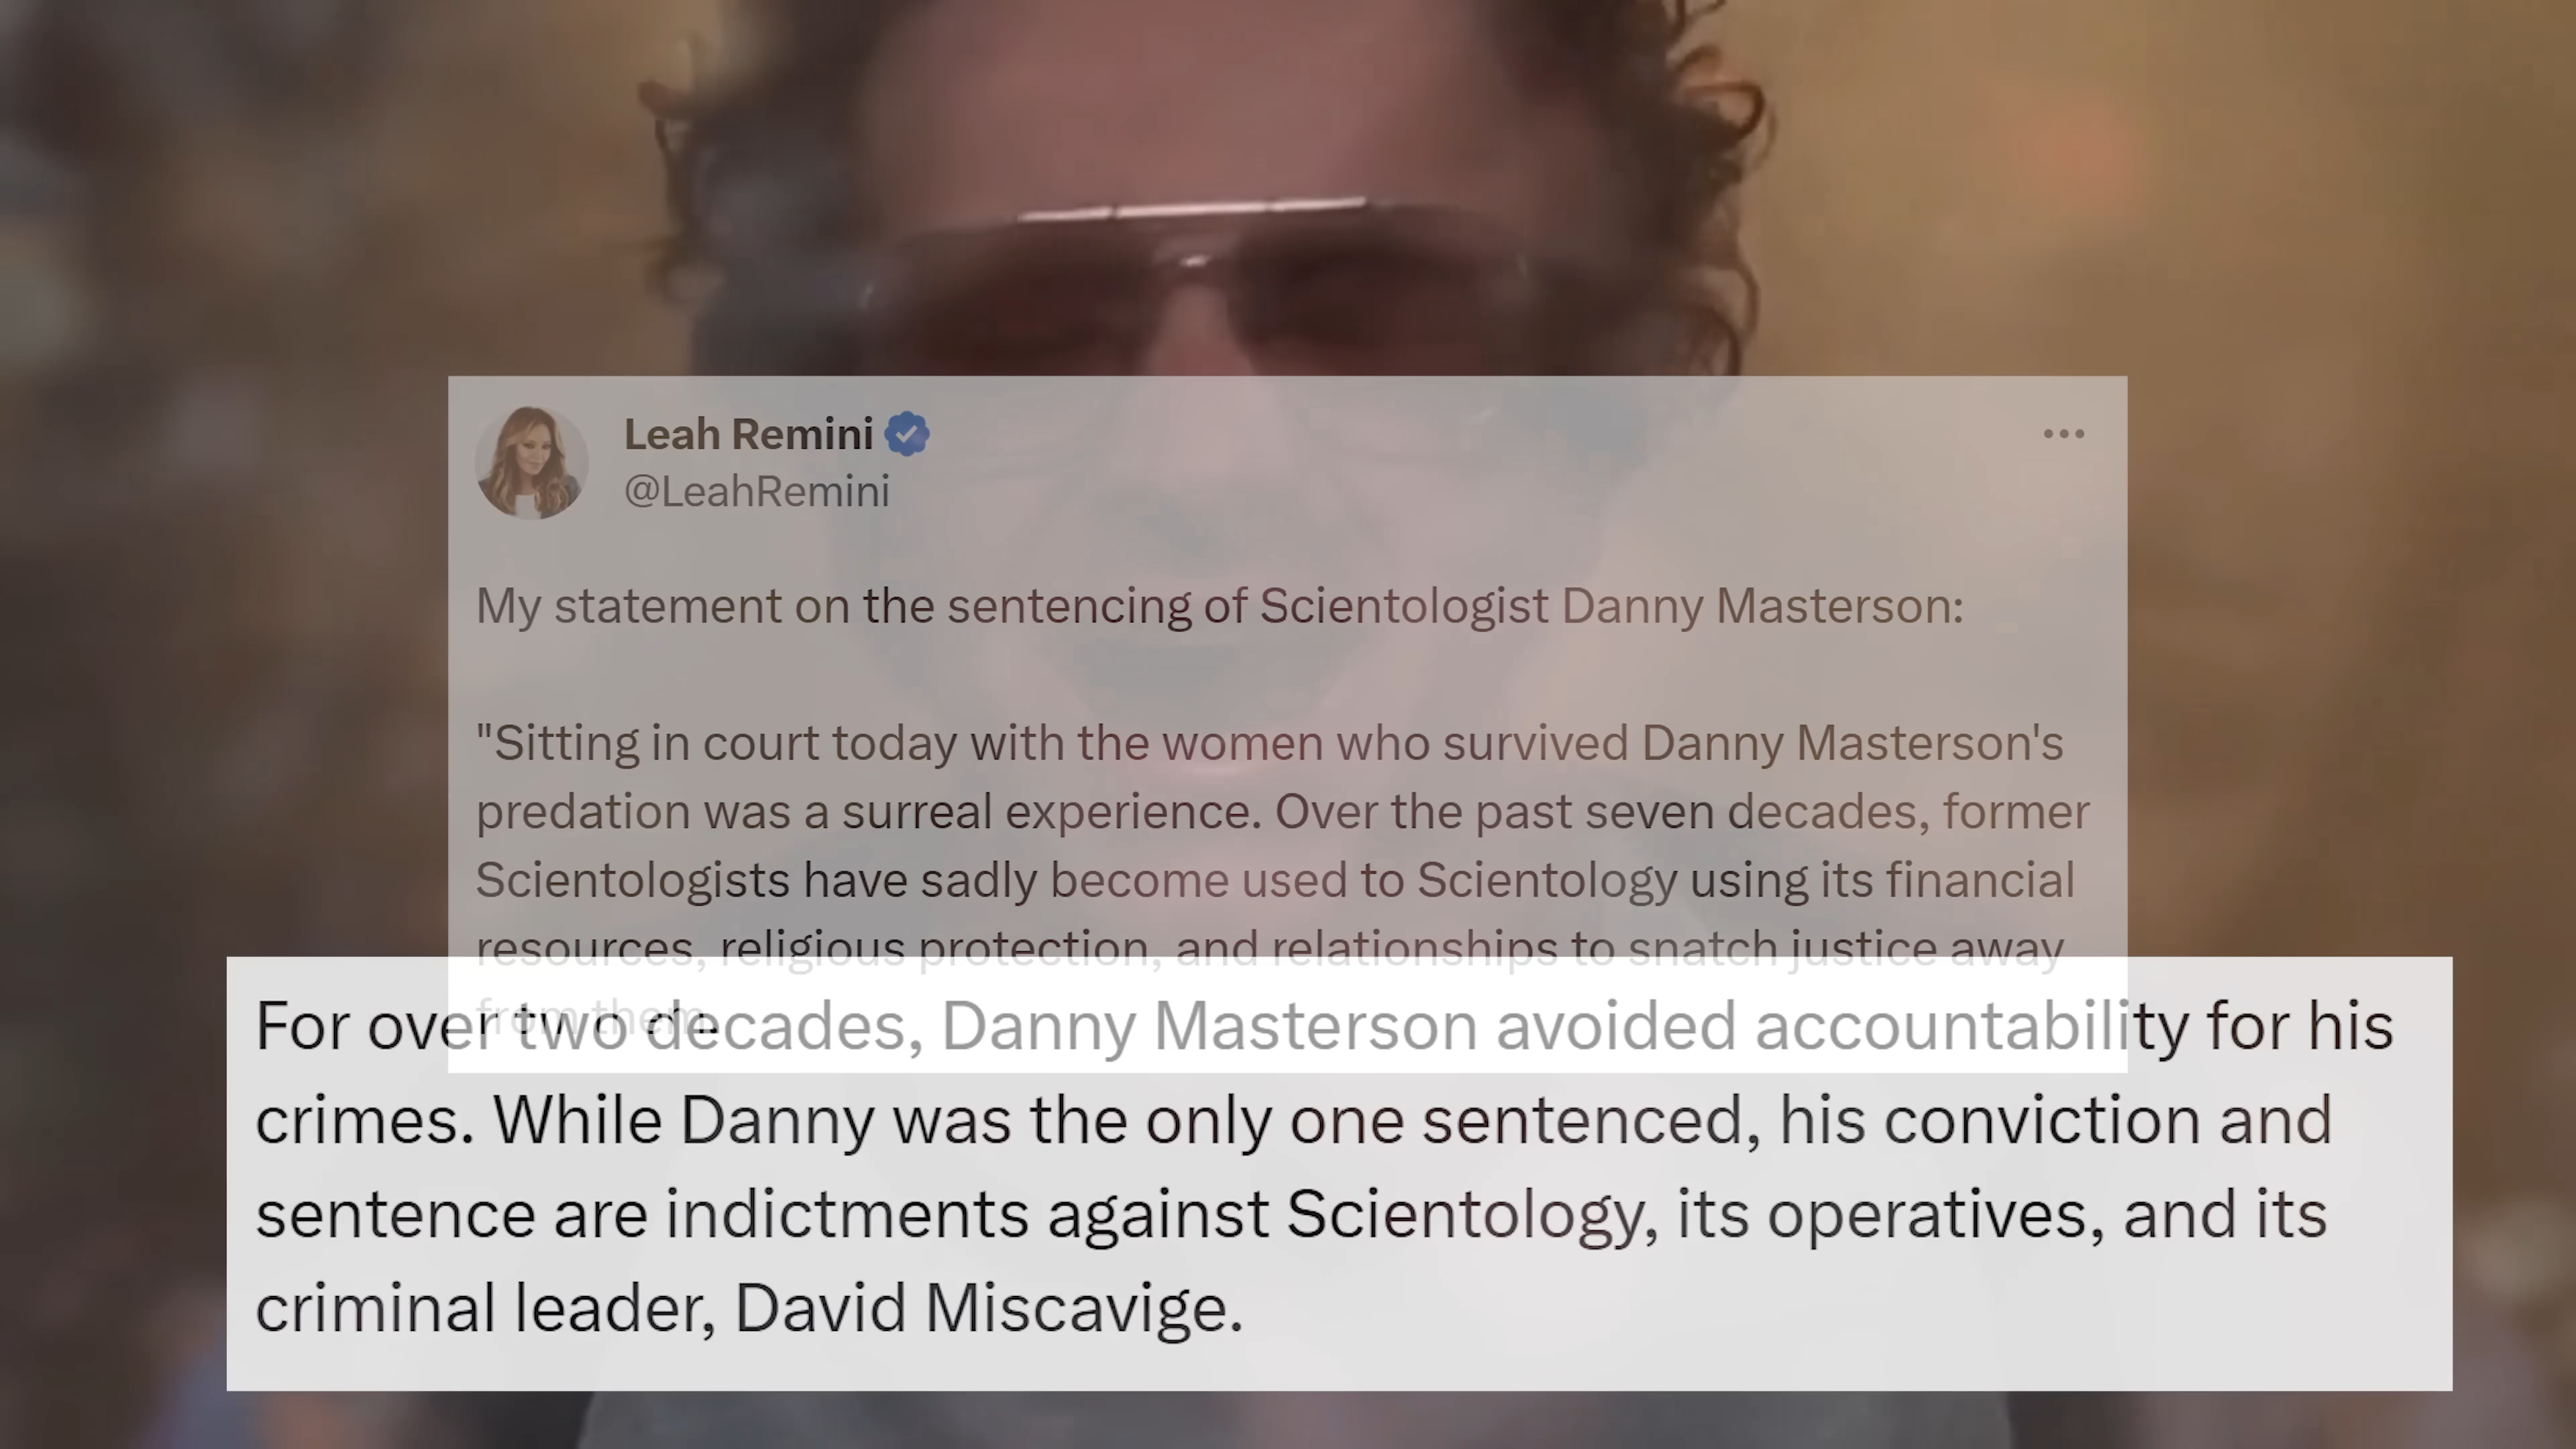 Leah Remini
@LeahRemini
My statement on the sentencing of Scientologist Danny Masterson:
"Sitting in court today with the women who survived Danny Masterson's
predation was a surreal experience. Over the past seven decades, former
Scientologists have sadly become used to Scientology using its financial
resources, religious protection, and relationships to snatch justice away
from them.
For over two decades, Danny Masterson avoided accountability for his
crimes. While Danny was the only one sentenced, his conviction and
sentence are indictments against Scientology, its operatives, and its
criminal leader, David Miscavige.